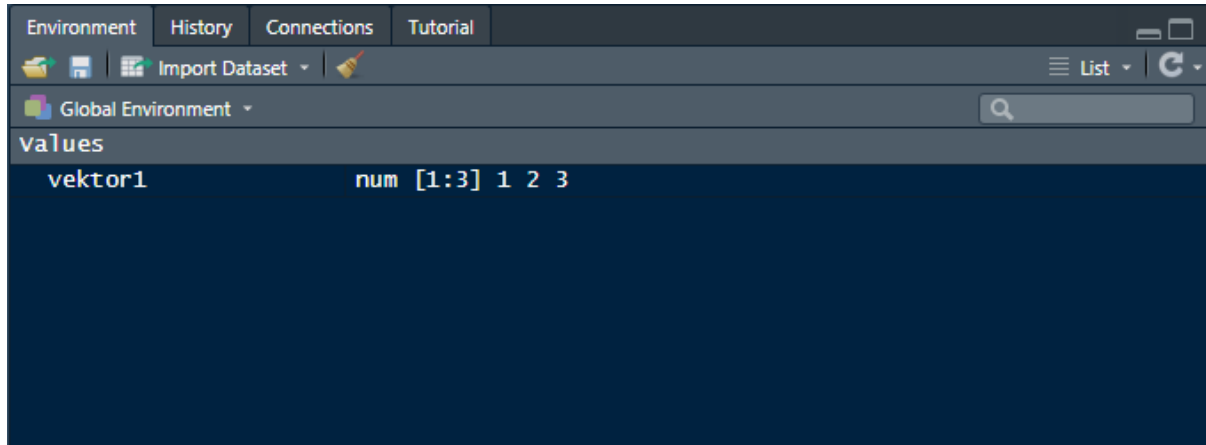 Environment History Connections Tutorial
Import Dataset List
Global Environment
Values
vektor1 num [1:3] 1 2 3